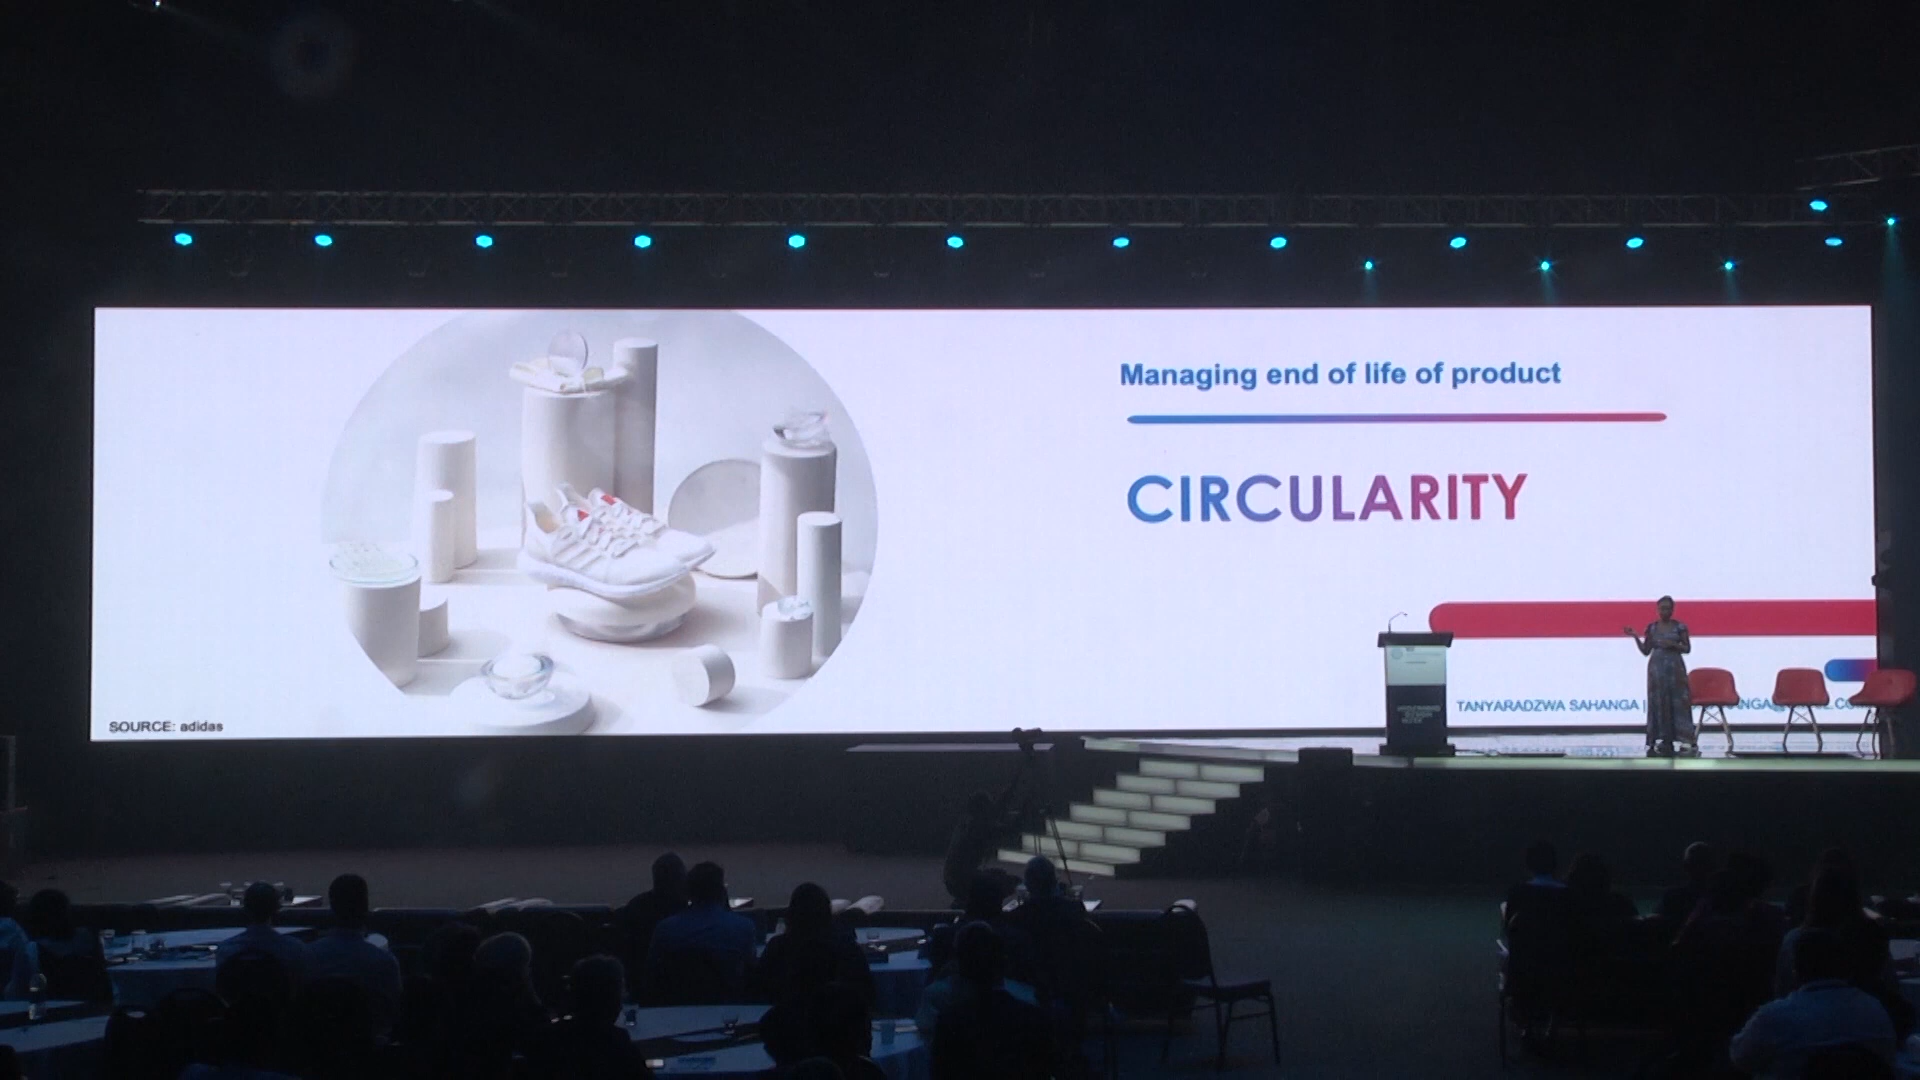 Managing end of life of product
CIRCULARITY
SOURCE: adidas
TANYARADZWA SAHANGA |